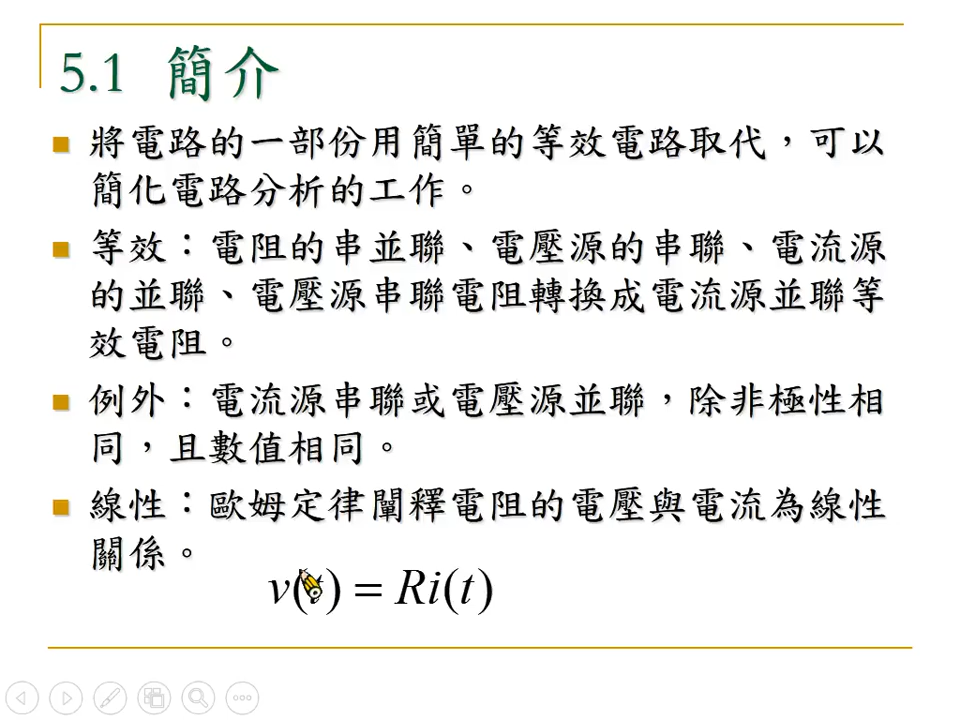 5.1 簡介
將電路的一部份用簡單的等效電路取代，可以
簡化電路分析的工作。
等效：電阻的串並聯、電壓源的串聯、電流源
的並聯、電壓源串聯電阻轉換成電流源並聯等
效電阻。
例外：電流源串聯或電壓源並聯，除非極性相
同，且數值相同。
線性：歐姆定律闡釋電阻的電壓與電流為線性
關係。
v(t) = Ri(t)